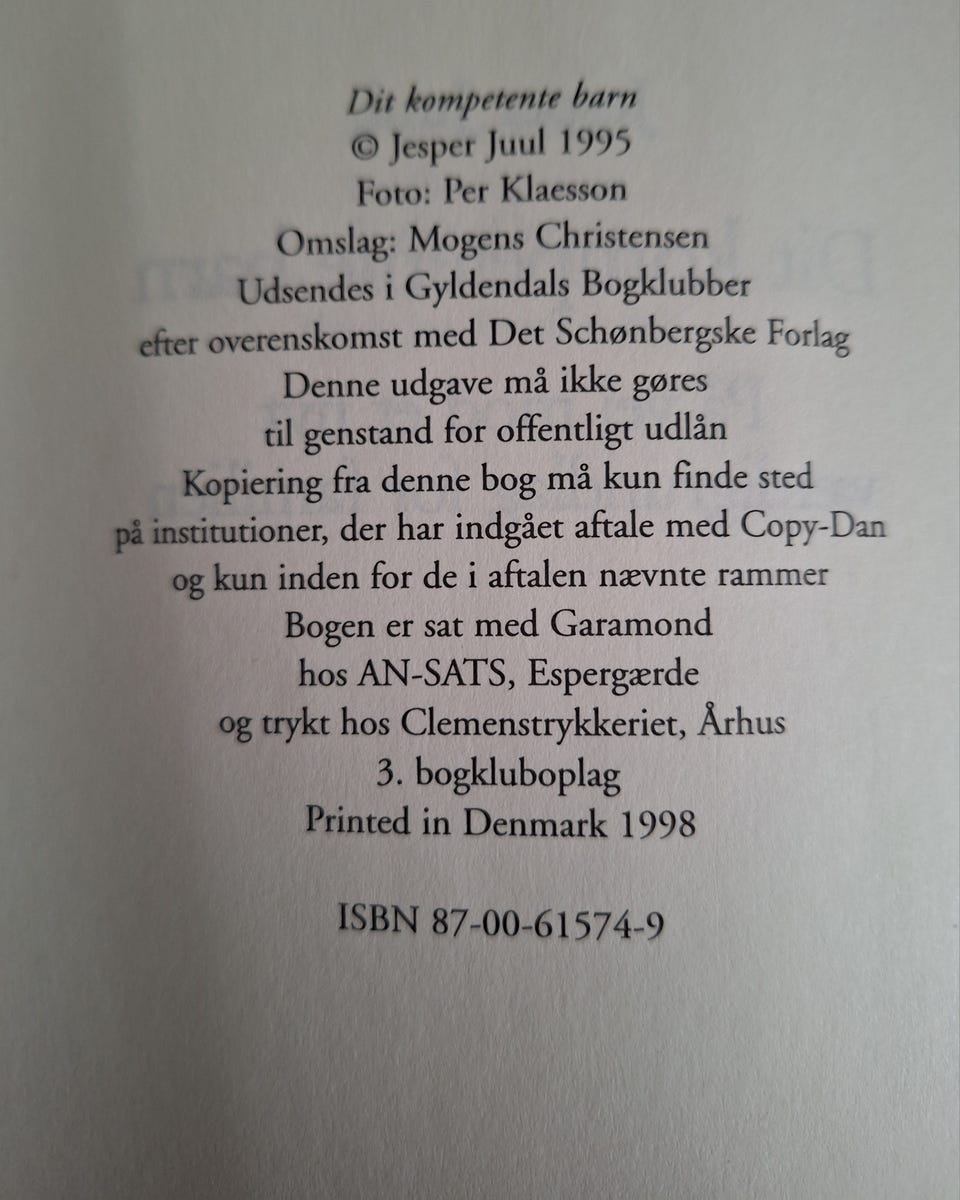 Dit kompetente barn
© Jesper Juul 1995
Foto: Per Klaesson
Omslag: Mogens Christensen
Udsendes i Gyldendals Bogklubber
efter overenskomst med Det Schønbergske Forlag
Denne udgave må ikke gøres
til genstand for offentligt udlån
Kopiering fra denne bog må kun finde sted
på institutioner, der har indgået aftale med Copy-Dan
og kun inden for de i aftalen nævnte rammer
Bogen er sat med Garamond
hos AN-SATS, Espergærde
og trykt hos Clemenstrykkeriet, Århus
3. bogkluboplag
Printed in Denmark 1998
ISBN 87-00-61574-9